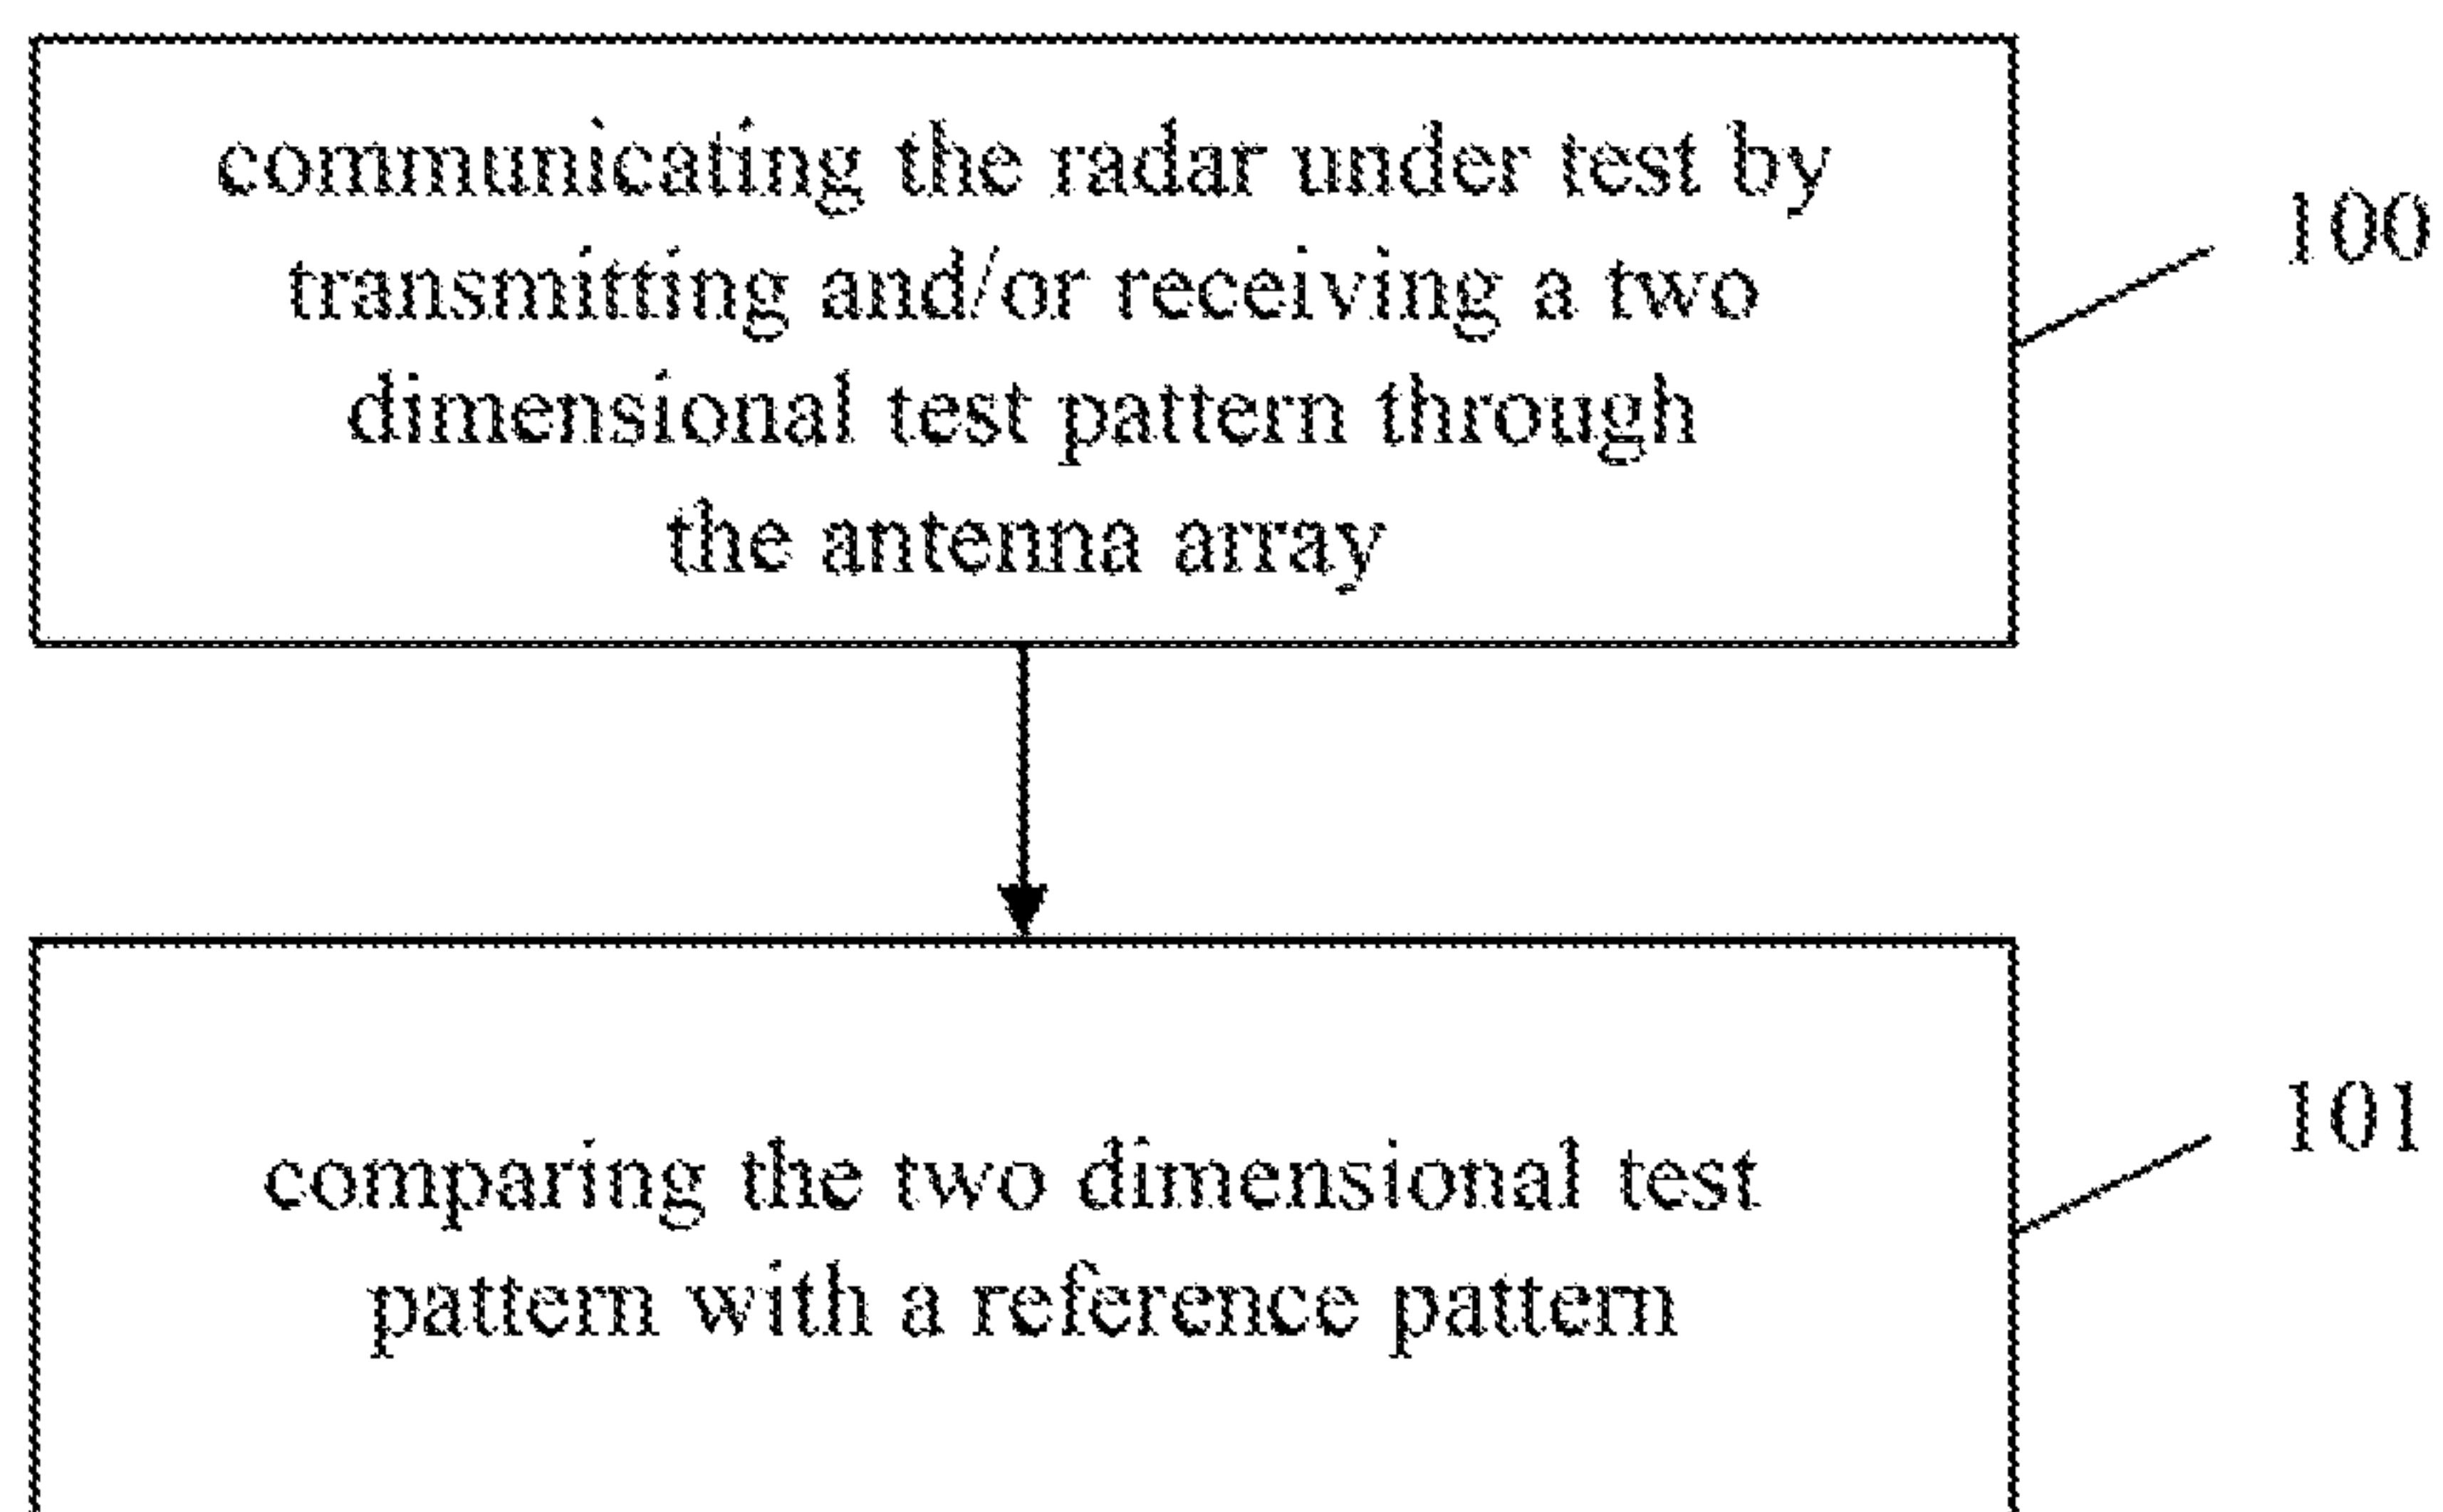 communicating the radar under test by
transmitting and/or receiving a two
dimensional test pattern through
the antenna array
100
comparing the two dimensional test
pattern with a reference pattern
101